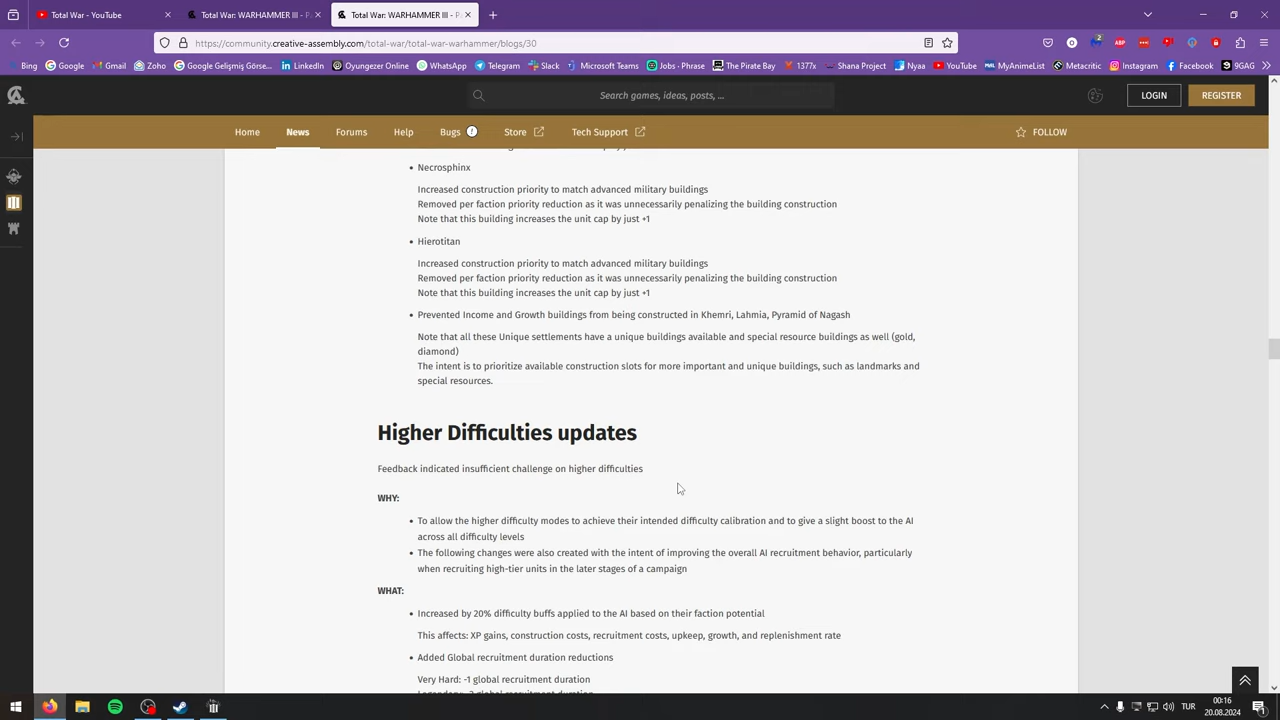 Total War - YouTube
Total War: WARHAMMER III - Pa
Total War: WARHAMMER III - Pa
https://community.creative-assembly.com/total-war/total-war-warhammer/blogs/30
Bing
Google
Gmail
Zoho
Google Gelişmiş Görse...
LinkedIn
Oyungezer Online
WhatsApp
Telegram
Slack
Microsoft Teams
Jobs · Phrase
The Pirate Bay
1377x
Shana Project
Nyaa
YouTube
MyAnimeList
Metacritic
Instagram
Facebook
9GAG
Search games, ideas, posts, ...
LOGIN
REGISTER
Home
News
Forums
Help
Bugs
Store
Tech Support
FOLLOW
• Necrosphinx
Increased construction priority to match advanced military buildings
Removed per faction priority reduction as it was unnecessarily penalizing the building construction
Note that this building increases the unit cap by just +1
• Hierotitan
Increased construction priority to match advanced military buildings
Removed per faction priority reduction as it was unnecessarily penalizing the building construction
Note that this building increases the unit cap by just +1
• Prevented Income and Growth buildings from being constructed in Khemri, Lahmia, Pyramid of Nagash
Note that all these Unique settlements have a unique buildings available and special resource buildings as well (gold,
diamond)
The intent is to prioritize available construction slots for more important and unique buildings, such as landmarks and
special resources.
Higher Difficulties updates
Feedback indicated insufficient challenge on higher difficulties
WHY:
• To allow the higher difficulty modes to achieve their intended difficulty calibration and to give a slight boost to the AI
across all difficulty levels
• The following changes were also created with the intent of improving the overall AI recruitment behavior, particularly
when recruiting high-tier units in the later stages of a campaign
WHAT:
• Increased by 20% difficulty buffs applied to the AI based on their faction potential
This affects: XP gains, construction costs, recruitment costs, upkeep, growth, and replenishment rate
• Added Global recruitment duration reductions
Very Hard: -1 global recruitment duration
TUR
00:16
20.08.2024